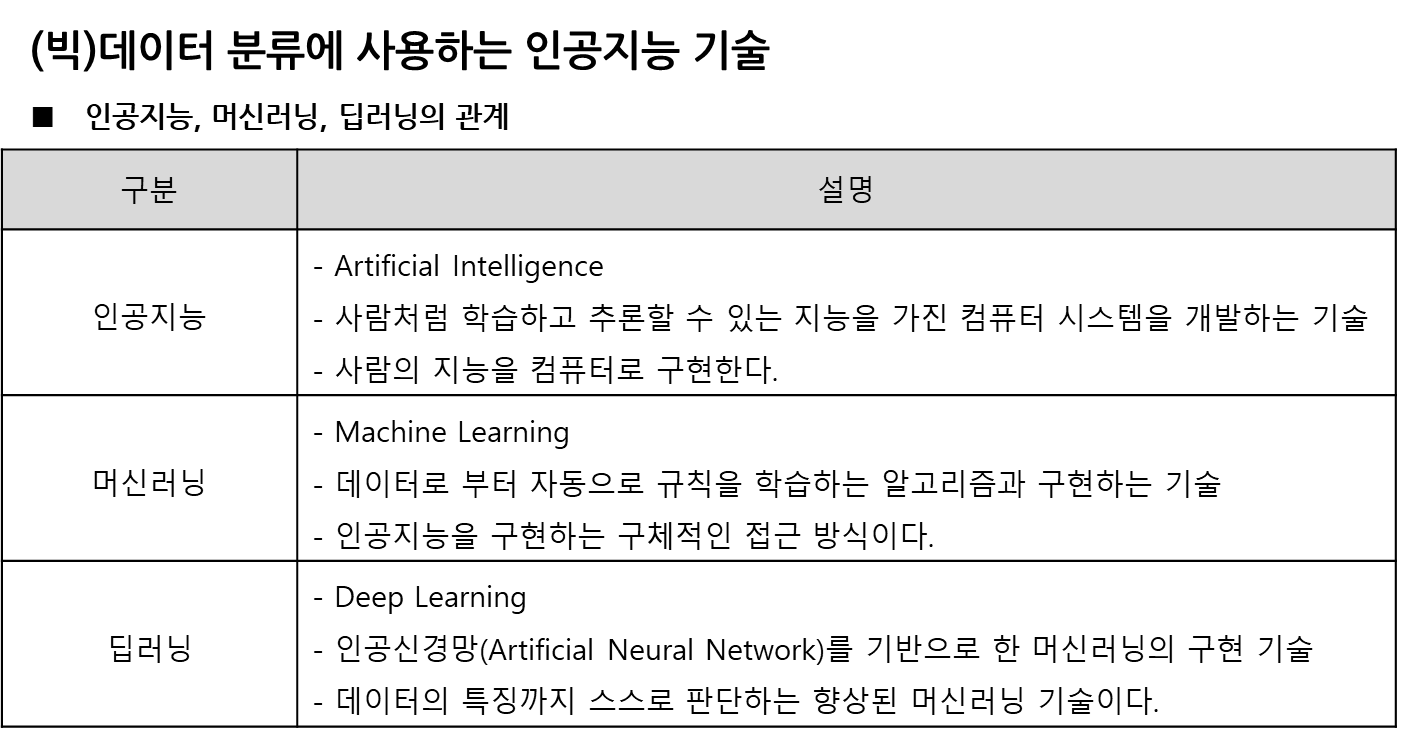 (빅)데이터 분류에 사용하는 인공지능 기술
■ 인공지능, 머신러닝, 딥러닝의 관계
구분 설명
인공지능
- Artificial Intelligence
- 사람처럼 학습하고 추론할 수 있는 지능을 가진 컴퓨터 시스템을 개발하는 기술
- 사람의 지능을 컴퓨터로 구현한다.
머신러닝
- Machine Learning
- 데이터로 부터 자동으로 규칙을 학습하는 알고리즘과 구현하는 기술
- 인공지능을 구현하는 구체적인 접근 방식이다.
딥러닝
- Deep Learning
- 인공신경망(Artificial Neural Network)를 기반으로 한 머신러닝의 구현 기술
- 데이터의 특징까지 스스로 판단하는 향상된 머신러닝 기술이다.